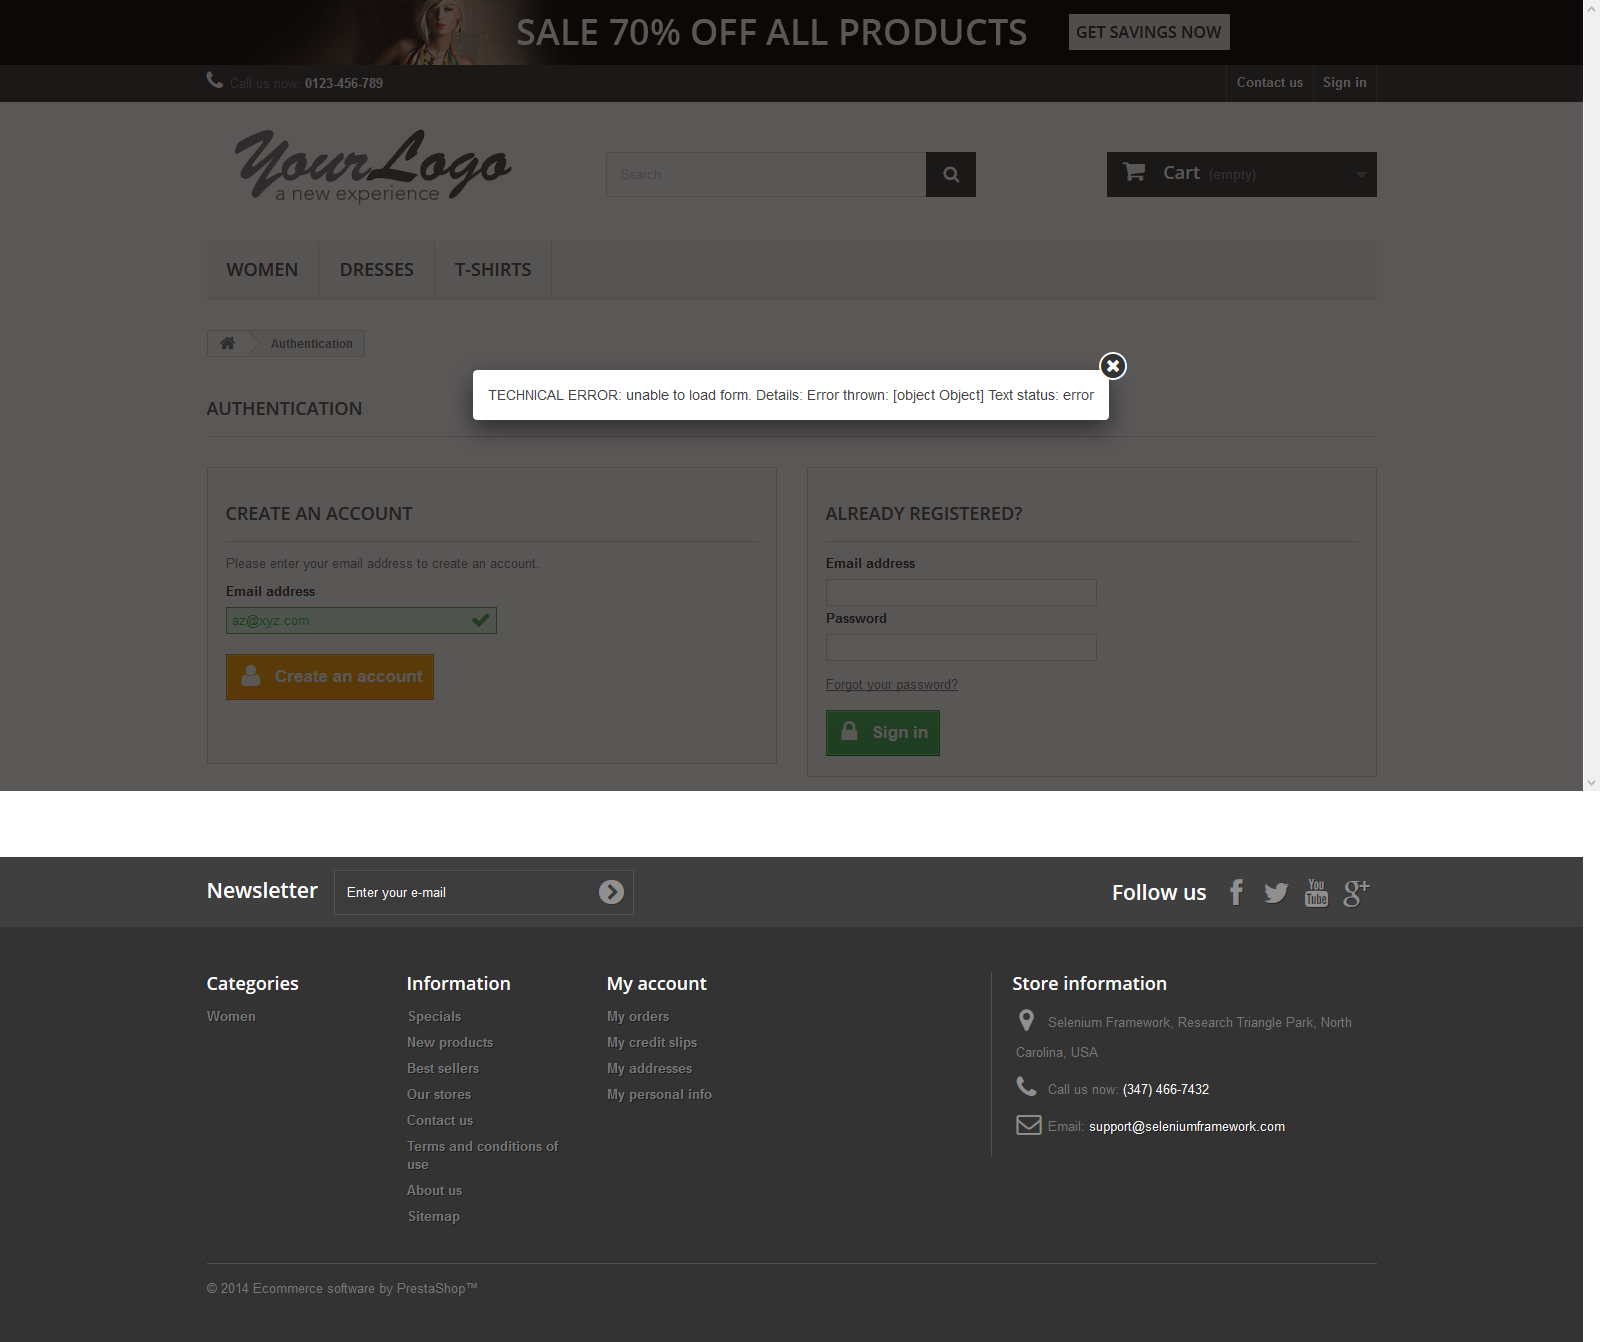 SALE 70% OFF ALL PRODUCTS GET SAVINGS NOW
Call us now: 0123-456-789 Contact us Sign in
YourLogo
a new experience
Search
Cart (empty)
WOMEN DRESSES T-SHIRTS
Authentication
TECHNICAL ERROR: unable to load form. Details: Error thrown: [object Object] Text status: error
AUTHENTICATION
CREATE AN ACCOUNT
Please enter your email address to create an account.
Email address
az@xyz.com
Create an account
ALREADY REGISTERED?
Email address
Password
Forgot your password?
Sign in
Newsletter Enter your e-mail
Follow us
You
Tube
g+
Categories
Women
Information
Specials
New products
Best sellers
Our stores
Contact us
Terms and conditions of
use
About us
Sitemap
My account
My orders
My credit slips
My addresses
My personal info
Store information
Selenium Framework, Research Triangle Park, North
Carolina, USA
Call us now: (347) 466-7432
Email: support@seleniumframework.com
© 2014 Ecommerce software by PrestaShop™